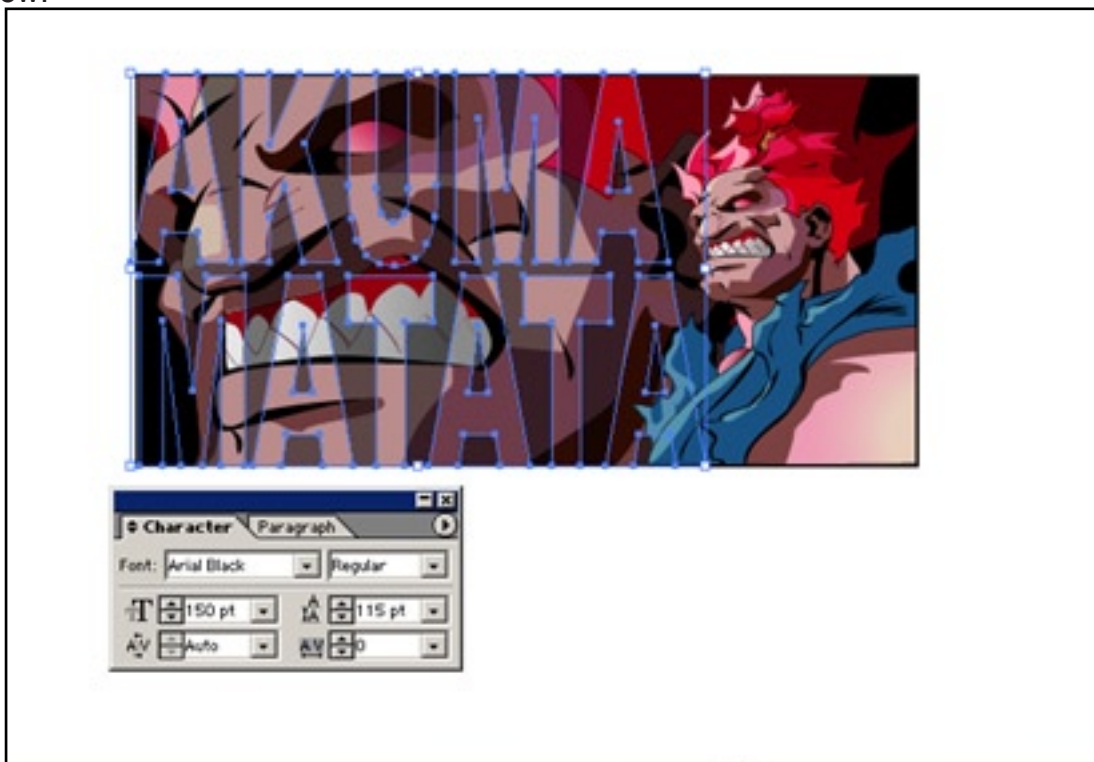 AKUMA
MATATA
Character Paragraph
Font: Arial Black Regular
150 pt 115 pt
Auto 0